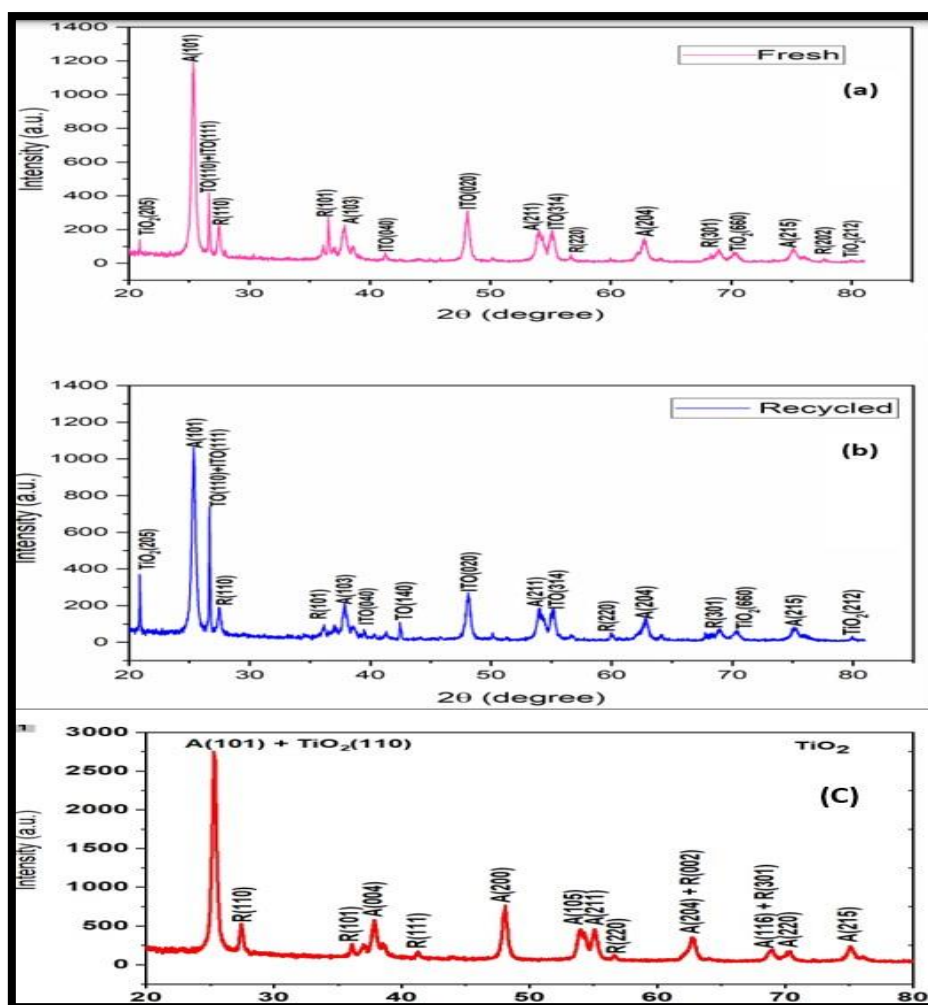 1400
1200
1000
800
600
400
200
0
Intensity (a.u.)
Fresh
(a)
TiO₂(205)
A(101)
TO(110)+ITO(111)
R(110)
R(101)
A(103)
ITO(040)
ITO(020)
A(211)
ITO(314)
R(220)
A(204)
R(301)
TiO₂(660)
A(215)
R(202)
TiO₂(212)
20 30 40 50 60 70 80
2θ (degree)
1400
1200
1000
800
600
400
200
0
Intensity (a.u.)
Recycled
(b)
TiO₂(205)
A(101)
TO(110)+ITO(111)
R(110)
R(101)
A(103)
ITO(040)
TO(140)
ITO(020)
A(211)
ITO(314)
R(220)
A(204)
R(301)
TiO₂(660)
A(215)
TiO₂(212)
20 30 40 50 60 70 80
2θ (degree)
3000
2500
2000
1500
1000
500
0
Intensity (a.u.)
A(101) + TiO₂(110)
TiO₂
(C)
R(110)
R(101)
A(004)
R(111)
A(200)
A(105)
A(211)
R(220)
A(204) + R(002)
A(116) + R(301)
A(220)
A(215)
20 30 40 50 60 70 80